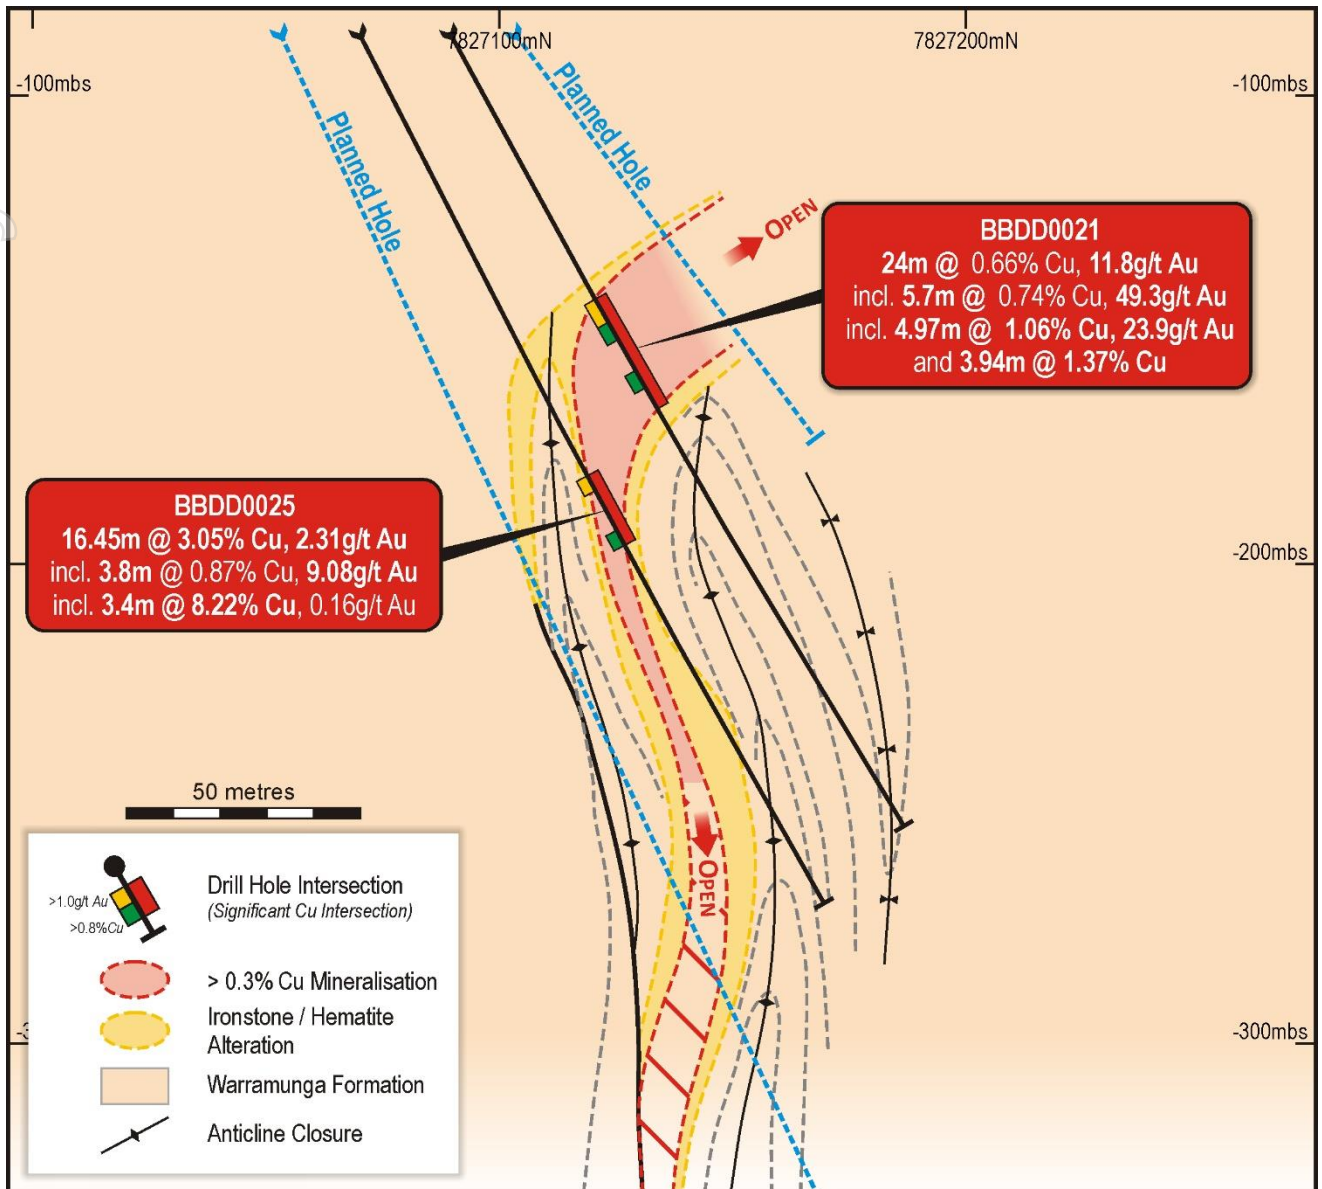 7827100mN
7827200mN
-100mbs
-100mbs
Planned Hole
Planned Hole
OPEN
BBDD0021
24m @ 0.66% Cu, 11.8g/t Au
incl. 5.7m @ 0.74% Cu, 49.3g/t Au
incl. 4.97m @ 1.06% Cu, 23.9g/t Au
and 3.94m @ 1.37% Cu
BBDD0025
16.45m @ 3.05% Cu, 2.31g/t Au
incl. 3.8m @ 0.87% Cu, 9.08g/t Au
incl. 3.4m @ 8.22% Cu, 0.16g/t Au
-200mbs
50 metres
OPEN
>1.0g/t Au
>0.8%Cu
Drill Hole Intersection
(Significant Cu Intersection)
> 0.3% Cu Mineralisation
Ironstone / Hematite
Alteration
Warramunga Formation
Anticline Closure
-300mbs